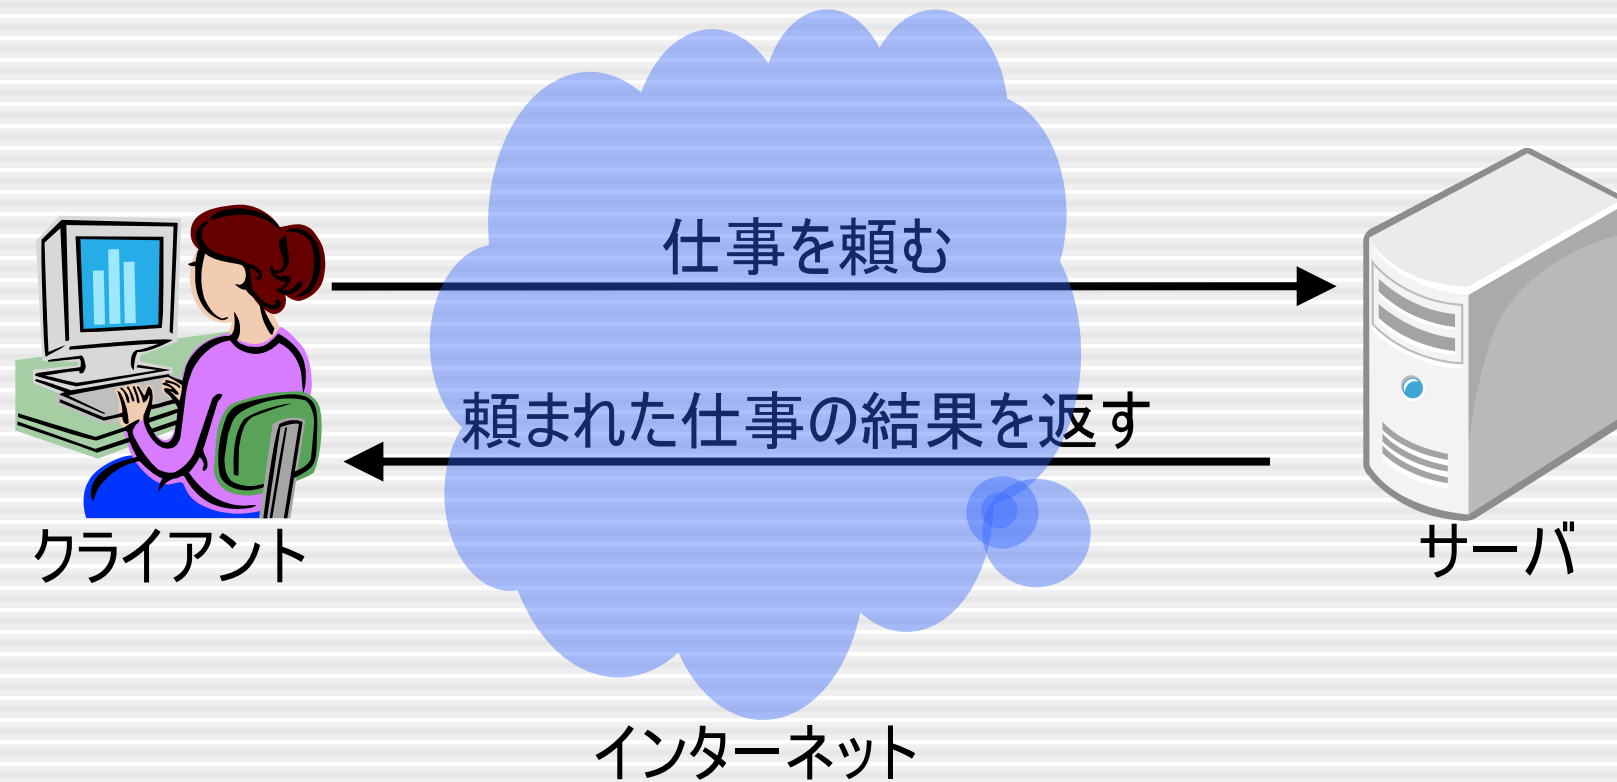 仕事を頼む
頼まれた仕事の結果を返す
クライアント
サーバ
インターネット